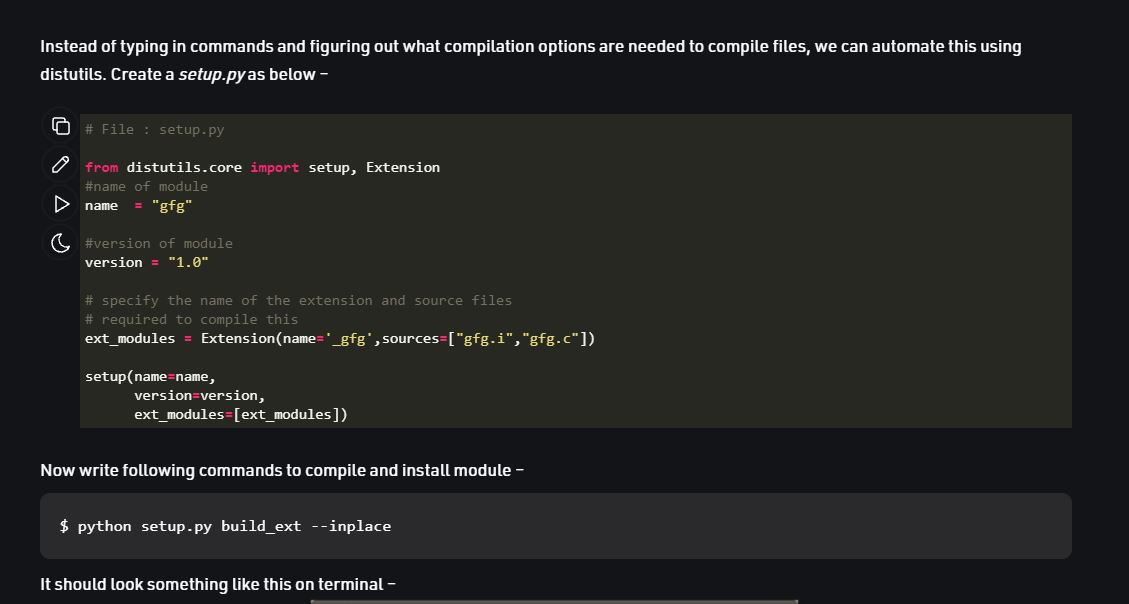 Instead of typing in commands and figuring out what compilation options are needed to compile files, we can automate this using
distutils. Create a setup.py as below –
# File : setup.py
from distutils.core import setup, Extension
#name of module
name  = "gfg"
#version of module
version = "1.0"
# specify the name of the extension and source files
# required to compile this
ext_modules = Extension(name='_gfg',sources=["gfg.i","gfg.c"])
setup(name=name,
      version=version,
      ext_modules=[ext_modules])
Now write following commands to compile and install module –
$ python setup.py build_ext --inplace
It should look something like this on terminal –